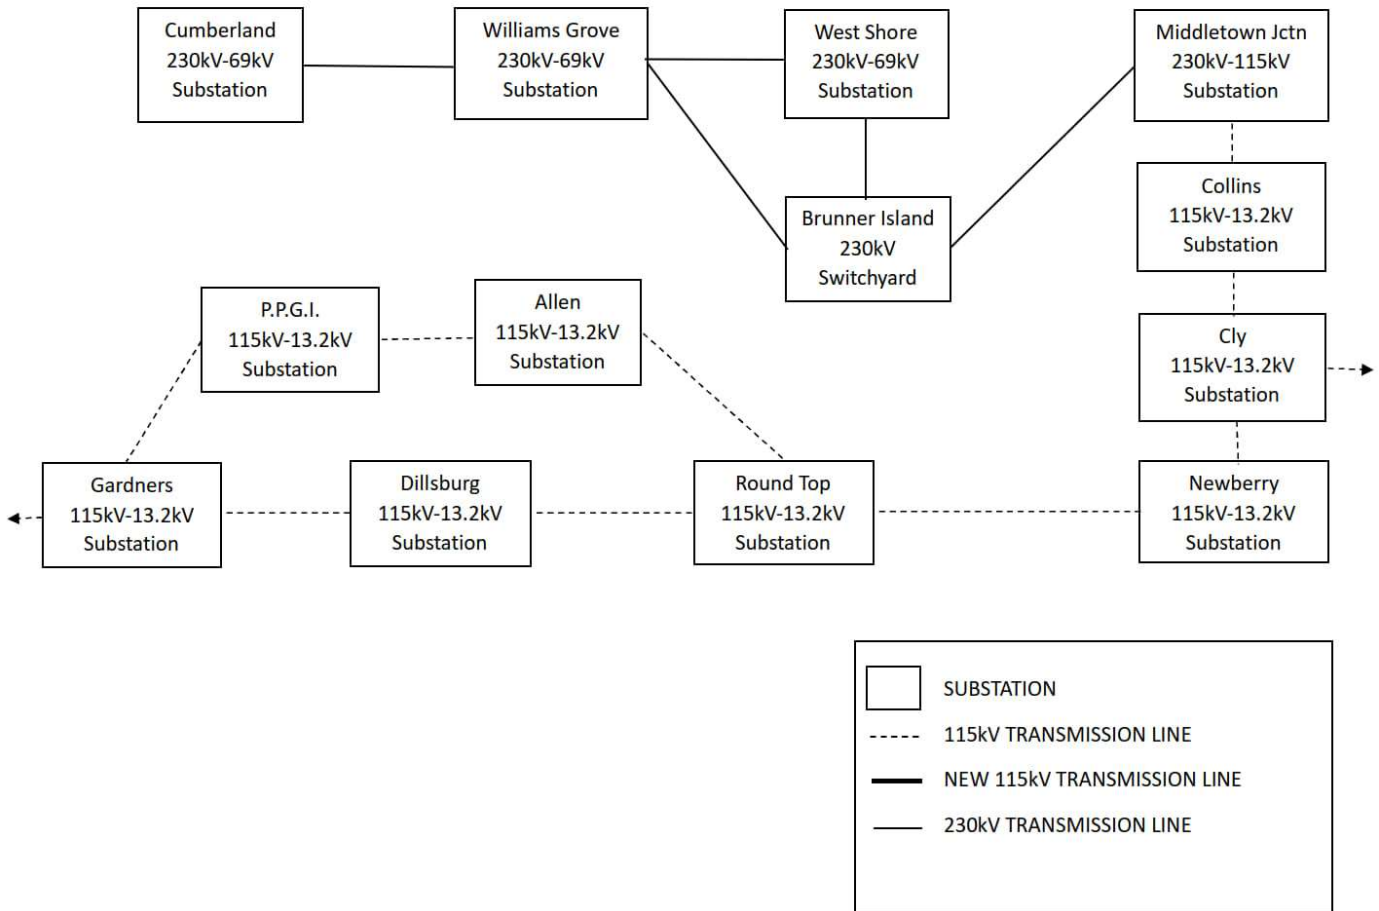 Cumberland
230kV-69kV
Substation
Williams Grove
230kV-69kV
Substation
West Shore
230kV-69kV
Substation
Middletown Jctn
230kV-115kV
Substation
Collins
115kV-13.2kV
Substation
Brunner Island
230kV
Switchyard
P.P.G.I.
115kV-13.2kV
Substation
Allen
115kV-13.2kV
Substation
Cly
115kV-13.2kV
Substation
Gardners
115kV-13.2kV
Substation
Dillsburg
115kV-13.2kV
Substation
Round Top
115kV-13.2kV
Substation
Newberry
115kV-13.2kV
Substation
SUBSTATION
115kV TRANSMISSION LINE
NEW 115kV TRANSMISSION LINE
230kV TRANSMISSION LINE